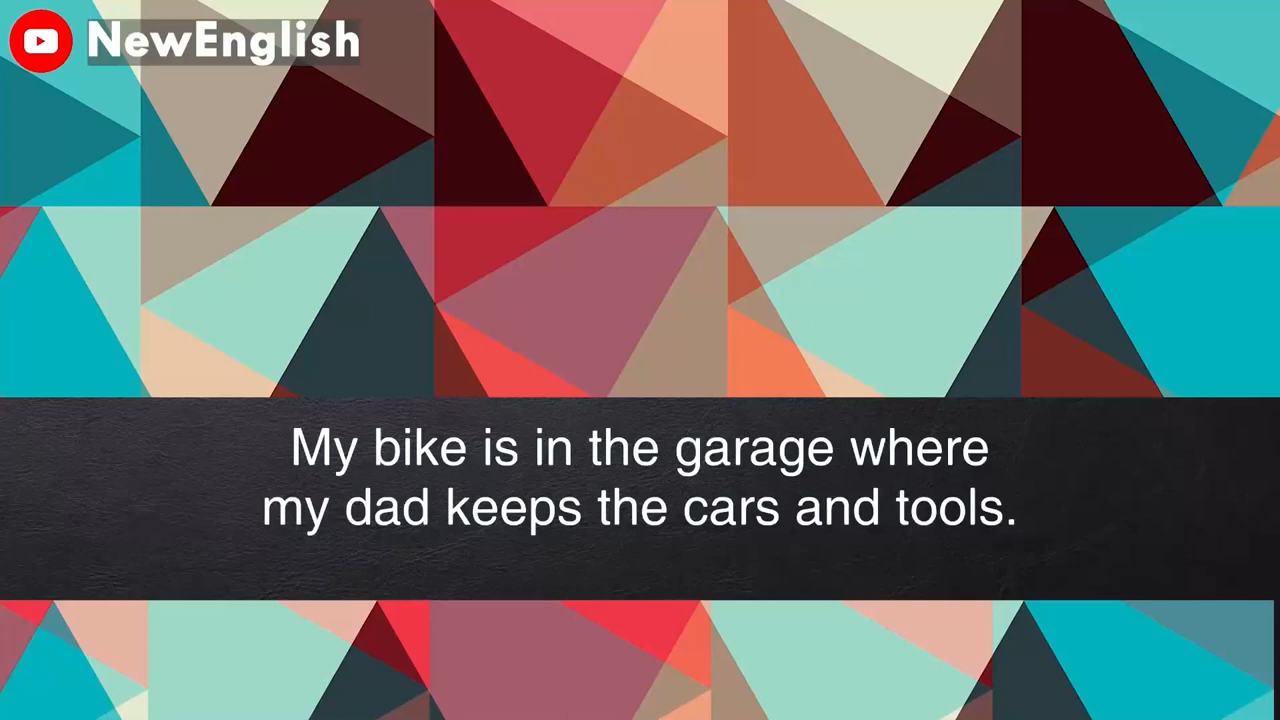 NewEnglish
My bike is in the garage where
my dad keeps the cars and tools.